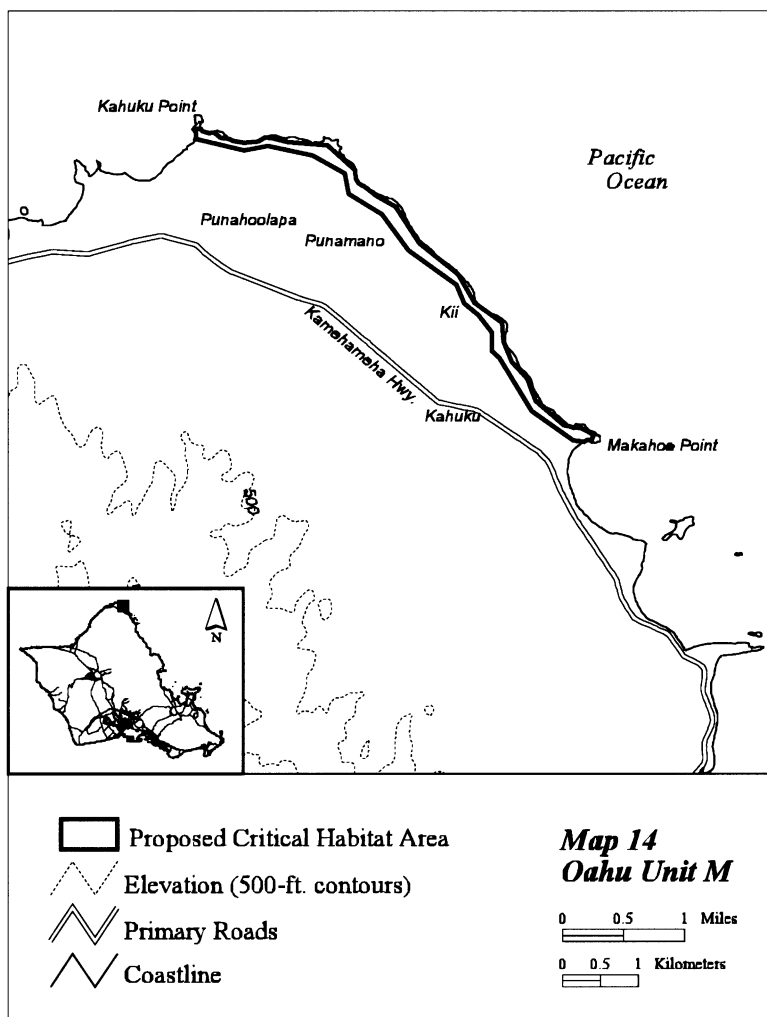 Kahuku Point
Pacific
Ocean
Punahoolapa
Punamano
Kii
Kamehameha Hwy.
Kahuku
Makahoe Point
500
N
Proposed Critical Habitat Area
Elevation (500-ft. contours)
Primary Roads
Coastline
Map 14
Oahu Unit M
0 0.5 1 Miles
0 0.5 1 Kilometers